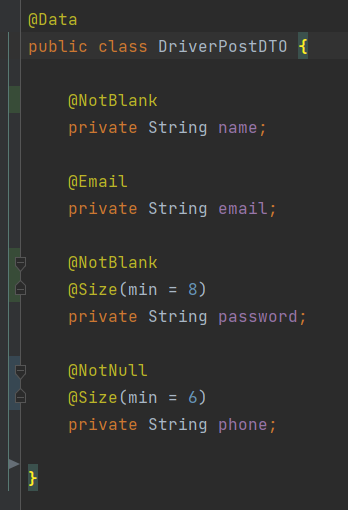 @Data
public class DriverPostDTO {
@NotBlank
private String name;
@Email
private String email;
@NotBlank
@Size(min = 8)
private String password;
@NotNull
@Size(min = 6)
private String phone;
}